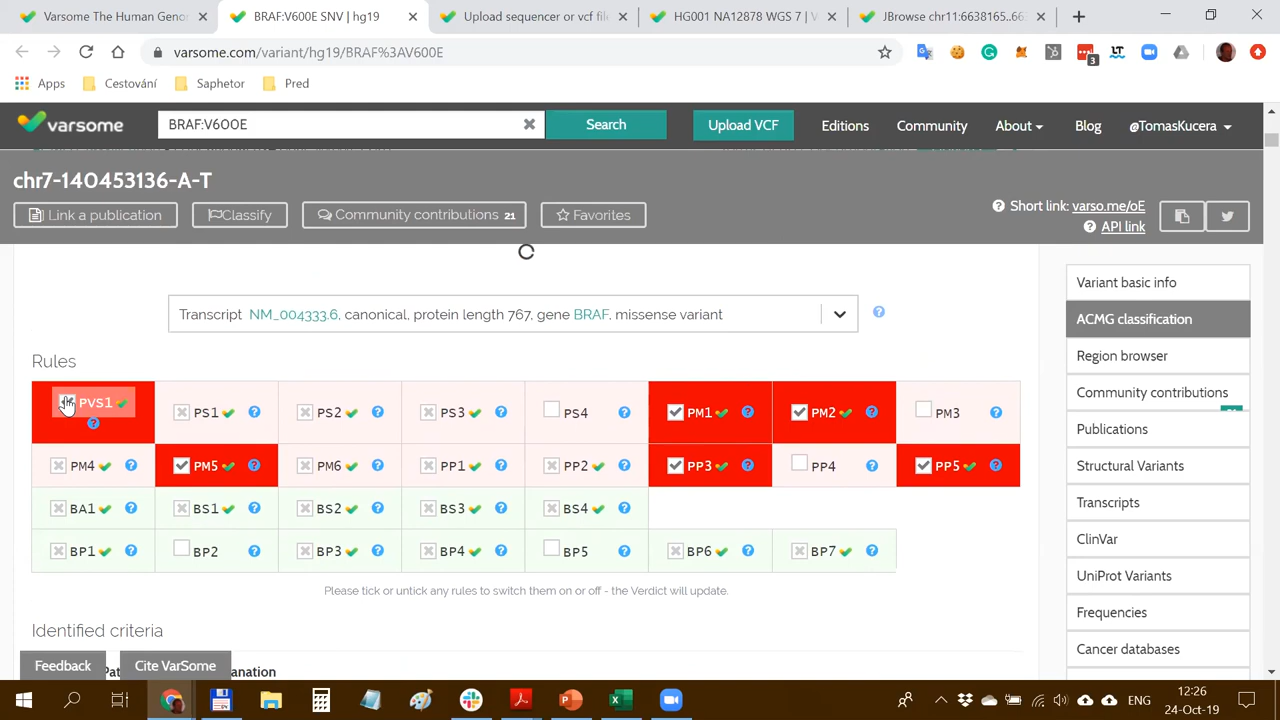 Varsome The Human Genom
BRAF:V600E SNV | hg19
Upload sequencer or vcf file
HG001 NA12878 WGS 7 | V
JBrowse chr11:6638165..66
varsome.com/variant/hg19/BRAF%3AV600E
3
Apps
Cestování
Saphetor
Pred
varsome
BRAF:V600E
Search
Upload VCF
Editions
Community
About
Blog
@TomasKucera
chr7-140453136-A-T
Link a publication
Classify
Community contributions 21
Favorites
Short link: varso.me/oE
API link
Transcript NM_004333.6, canonical, protein length 767, gene BRAF, missense variant
Rules
PVS1 PS1 PS2 PS3 PS4 PM1 PM2 PM3
PM4 PM5 PM6 PP1 PP2 PP3 PP4 PP5
BA1 BS1 BS2 BS3 BS4
BP1 BP2 BP3 BP4 BP5 BP6 BP7
Please tick or untick any rules to switch them on or off - the Verdict will update.
Identified criteria
Feedback
Cite VarSome
Variant basic info
ACMG classification
Region browser
Community contributions
Publications
Structural Variants
Transcripts
ClinVar
UniProt Variants
Frequencies
Cancer databases
ENG
12:26
24-Oct-19